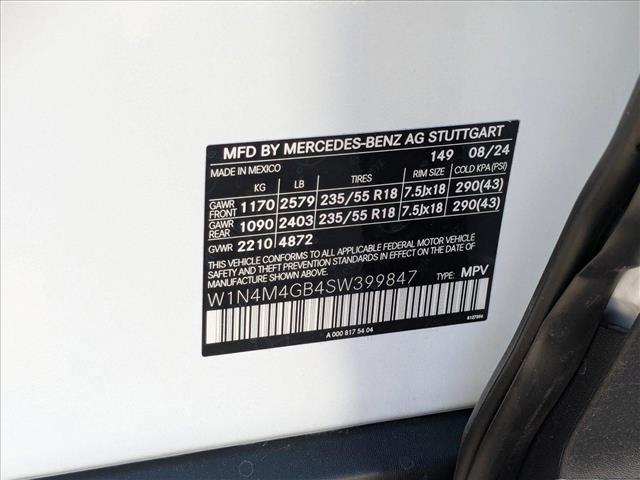 MFD BY MERCEDES-BENZ AG STUTTGART
MADE IN MEXICO 149 08/24
KG LB TIRES RIM SIZE COLD KPA (PSI)
GAWR FRONT 1170 2579 235/55 R18 7.5Jx18 290(43)
GAWR REAR 1090 2403 235/55 R18 7.5Jx18 290(43)
GVWR 2210 4872
THIS VEHICLE CONFORMS TO ALL APPLICABLE FEDERAL MOTOR VEHICLE
SAFETY AND THEFT PREVENTION STANDARDS IN EFFECT ON THE DATE OF
MANUFACTURE SHOWN ABOVE.
W1N4M4GB4SW399847 TYPE: MPV
A 000 817 54 04